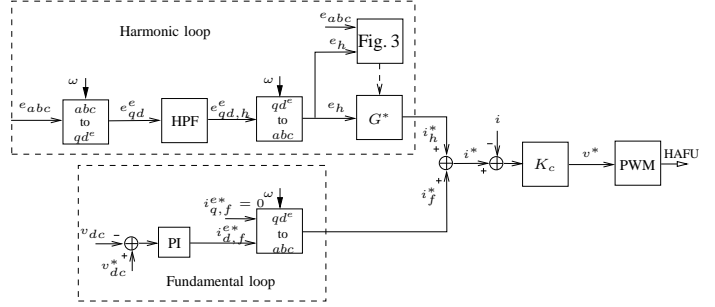 Harmonic loop
e_abc
Fig. 3
e_h
ω
ω
e_abc
abc
to
qd^e
e^e_qd
HPF
e^e_qd,h
qd^e
to
abc
e_h
G*
i*_h
i
-
+
+
i*
+
K_c
v*
PWM
HAFU
i*_f
i^e*_q,f = 0
ω
v_dc
-
+
v*_dc
PI
i^e*_d,f
qd^e
to
abc
Fundamental loop